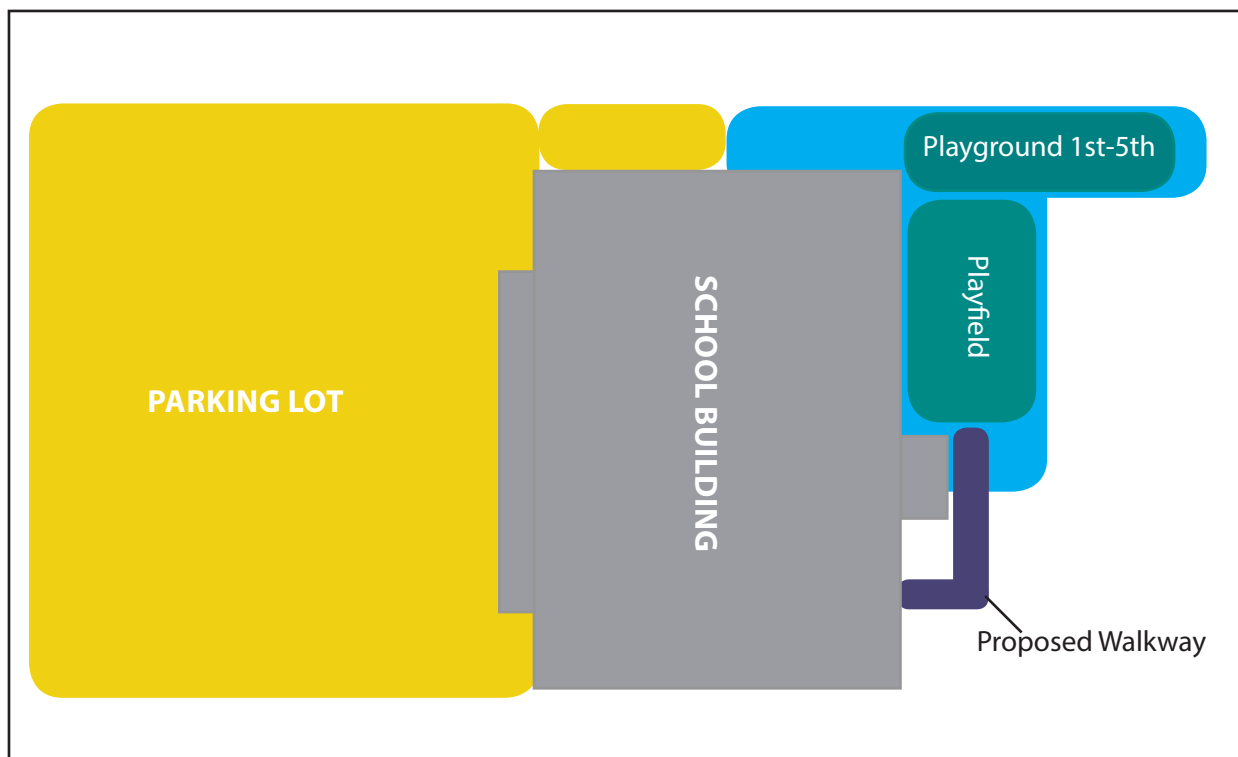 Playground 1st-5th
Playfield
SCHOOL BUILDING
PARKING LOT
Proposed Walkway